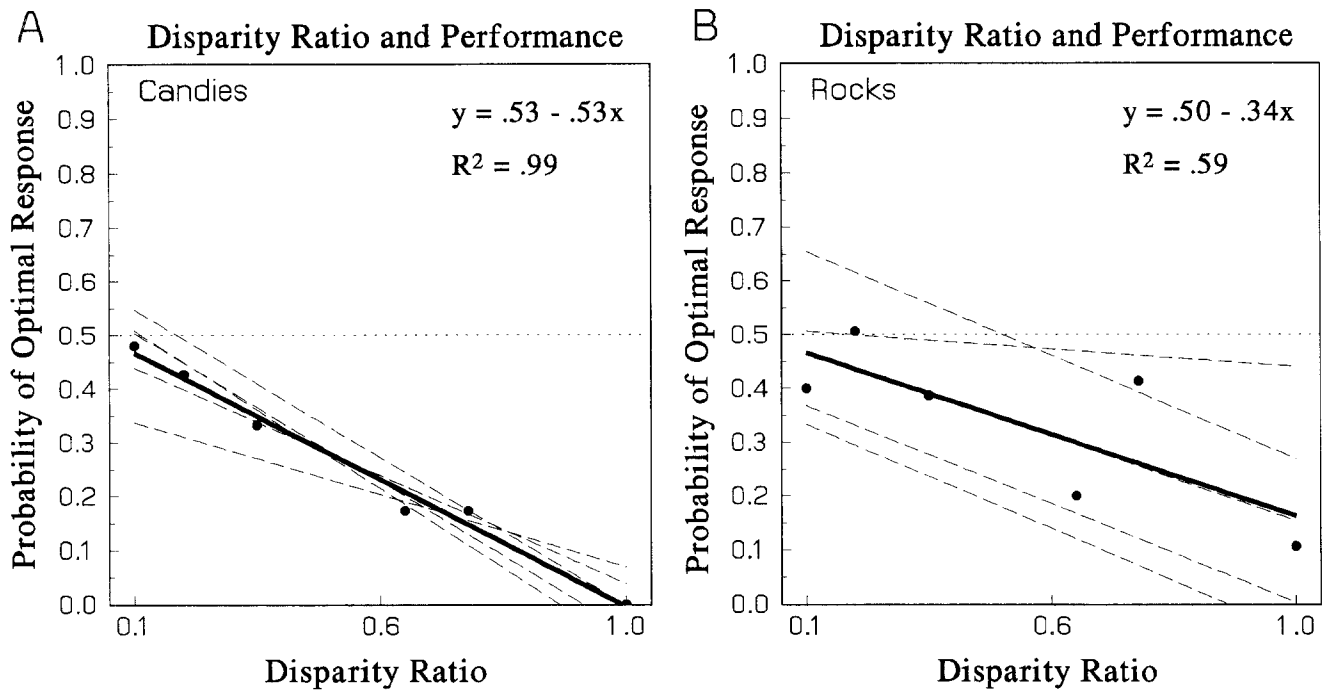 A
Disparity Ratio and Performance
Candies
y = .53 - .53x
R² = .99
1.0
0.9
0.8
0.7
0.6
0.5
0.4
0.3
0.2
0.1
0.0
Probability of Optimal Response
0.1 0.6 1.0
Disparity Ratio
B
Disparity Ratio and Performance
Rocks
y = .50 - .34x
R² = .59
1.0
0.9
0.8
0.7
0.6
0.5
0.4
0.3
0.2
0.1
0.0
Probability of Optimal Response
0.1 0.6 1.0
Disparity Ratio